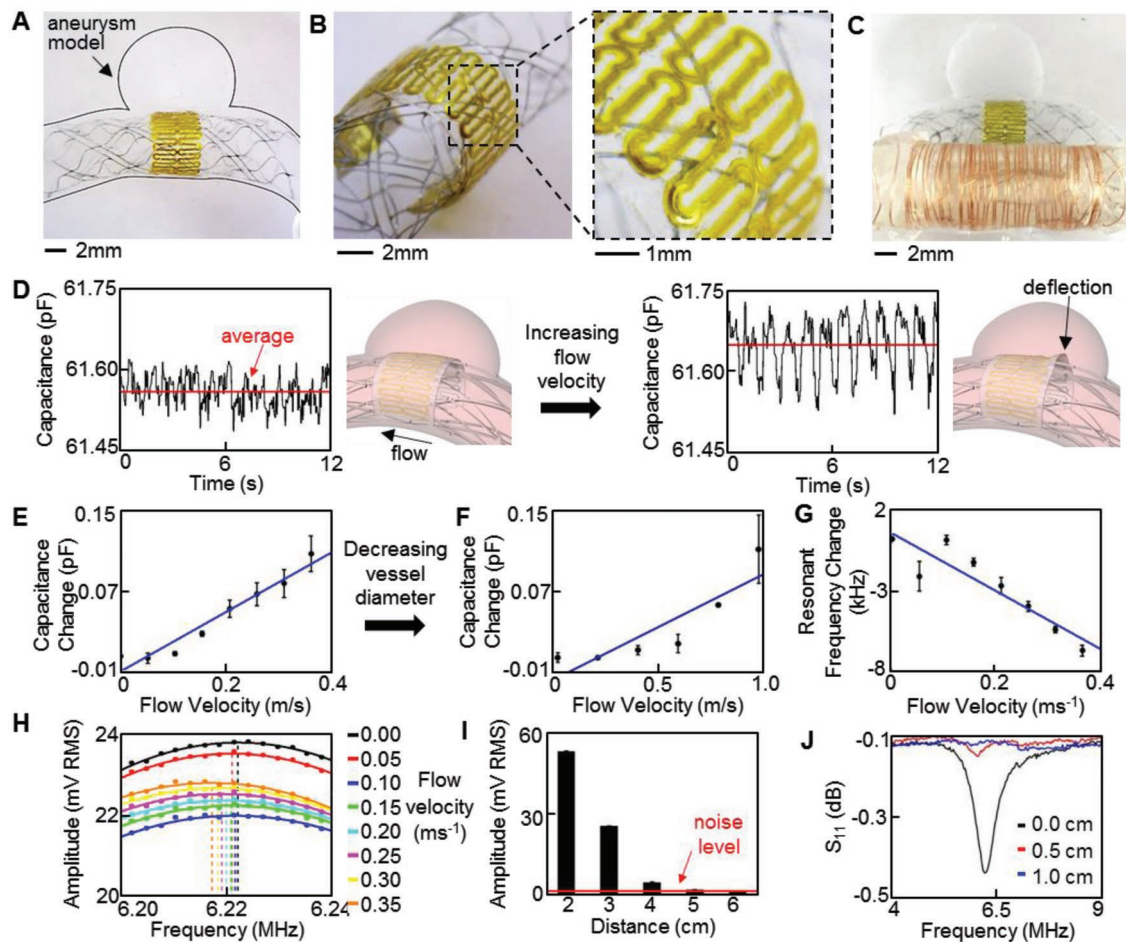 A
aneurysm
model
2mm
B
2mm
1mm
C
2mm
D
Capacitance (pF)
61.75
61.60
61.45
average
0
6
12
Time (s)
flow
Increasing
flow
velocity
Capacitance (pF)
61.75
61.60
61.45
0
6
12
Time (s)
deflection
E
Capacitance
Change (pF)
0.15
0.07
-0.01
0
0.2
0.4
Flow Velocity (m/s)
Decreasing
vessel
diameter
F
Capacitance
Change (pF)
0.15
0.07
-0.01
0
0.5
1.0
Flow Velocity (m/s)
G
Resonant
Frequency Change
(kHz)
2
-3
-8
0.0
0.2
0.4
Flow Velocity (ms-1)
H
Amplitude (mV RMS)
24
22
20
6.20
6.22
6.24
Frequency (MHz)
0.00
0.05
0.10
0.15
0.20
0.25
0.30
0.35
Flow
velocity
(ms-1)
I
Amplitude (mV RMS)
60
30
0
noise
level
2 3 4 5 6
Distance (cm)
J
S11 (dB)
-0.1
-0.3
-0.5
0.0 cm
0.5 cm
1.0 cm
4
6.5
9
Frequency (MHz)